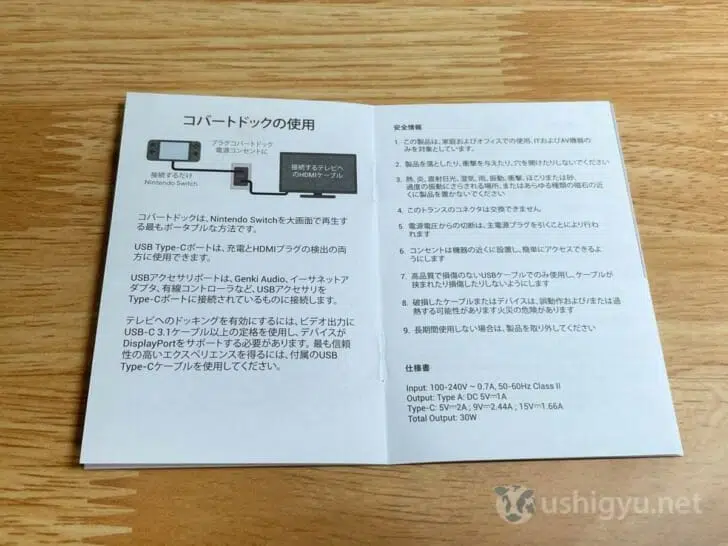 コバートドックの使用
プラグコバートドック
電源コンセントに
接続するテレビへ
のHDMIケーブル
接続するだけ
Nintendo Switch
コバートドックは、Nintendo Switchを大画面で再生す
る最もポータブルな方法です。
USB Type-Cポートは、充電とHDMIプラグの検出の両
方に使用できます。
USBアクセサリポートは、Genki Audio、イーサネットア
ダプタ、有線コントローラなど、USBアクセサリを
Type-Cポートに接続されているものに接続します。
テレビへのドッキングを有効にするには、ビデオ出力に
USB-C 3.1ケーブル以上の定格を使用し、デバイスが
DisplayPortをサポートする必要があります。最も信頼
性の高いエクスペリエンスを得るには、付属のUSB
Type-Cケーブルを使用してください。
安全情報
1. この製品は、家庭およびオフィスでの使用、ITおよびAV機器の
みを対象としています。
2. 製品を落としたり、衝撃を与えたり、穴を開けたりしないでください
3. 熱、炎、直射日光、湿気、雨、振動、衝撃、ほこりまたは砂、
過度の振動にさらされる場所、またはあらゆる種類の磁石の近
くに製品を置かないでください
4. このトランスのコネクタは交換できません。
5. 電源電圧からの切断は、主電源プラグを引くことにより行わ
れます
6. コンセントは機器の近くに設置し、簡単にアクセスできるよ
うにします
7. 高品質で損傷のないUSBケーブルでのみ使用し、ケーブルが
挟まれたり損傷したりしないようにします
8. 破損したケーブルまたはデバイスは、誤動作および/または過
熱する可能性があります火災の危険があります
9. 長期間使用しない場合は、製品を取り外してください
仕様書
Input: 100-240V ~ 0.7A, 50-60Hz Class II
Output: Type A: DC 5V⎓1A
Type-C: 5V⎓2A ; 9V⎓2.44A ; 15V⎓1.66A
Total Output: 30W
ushigyu.net